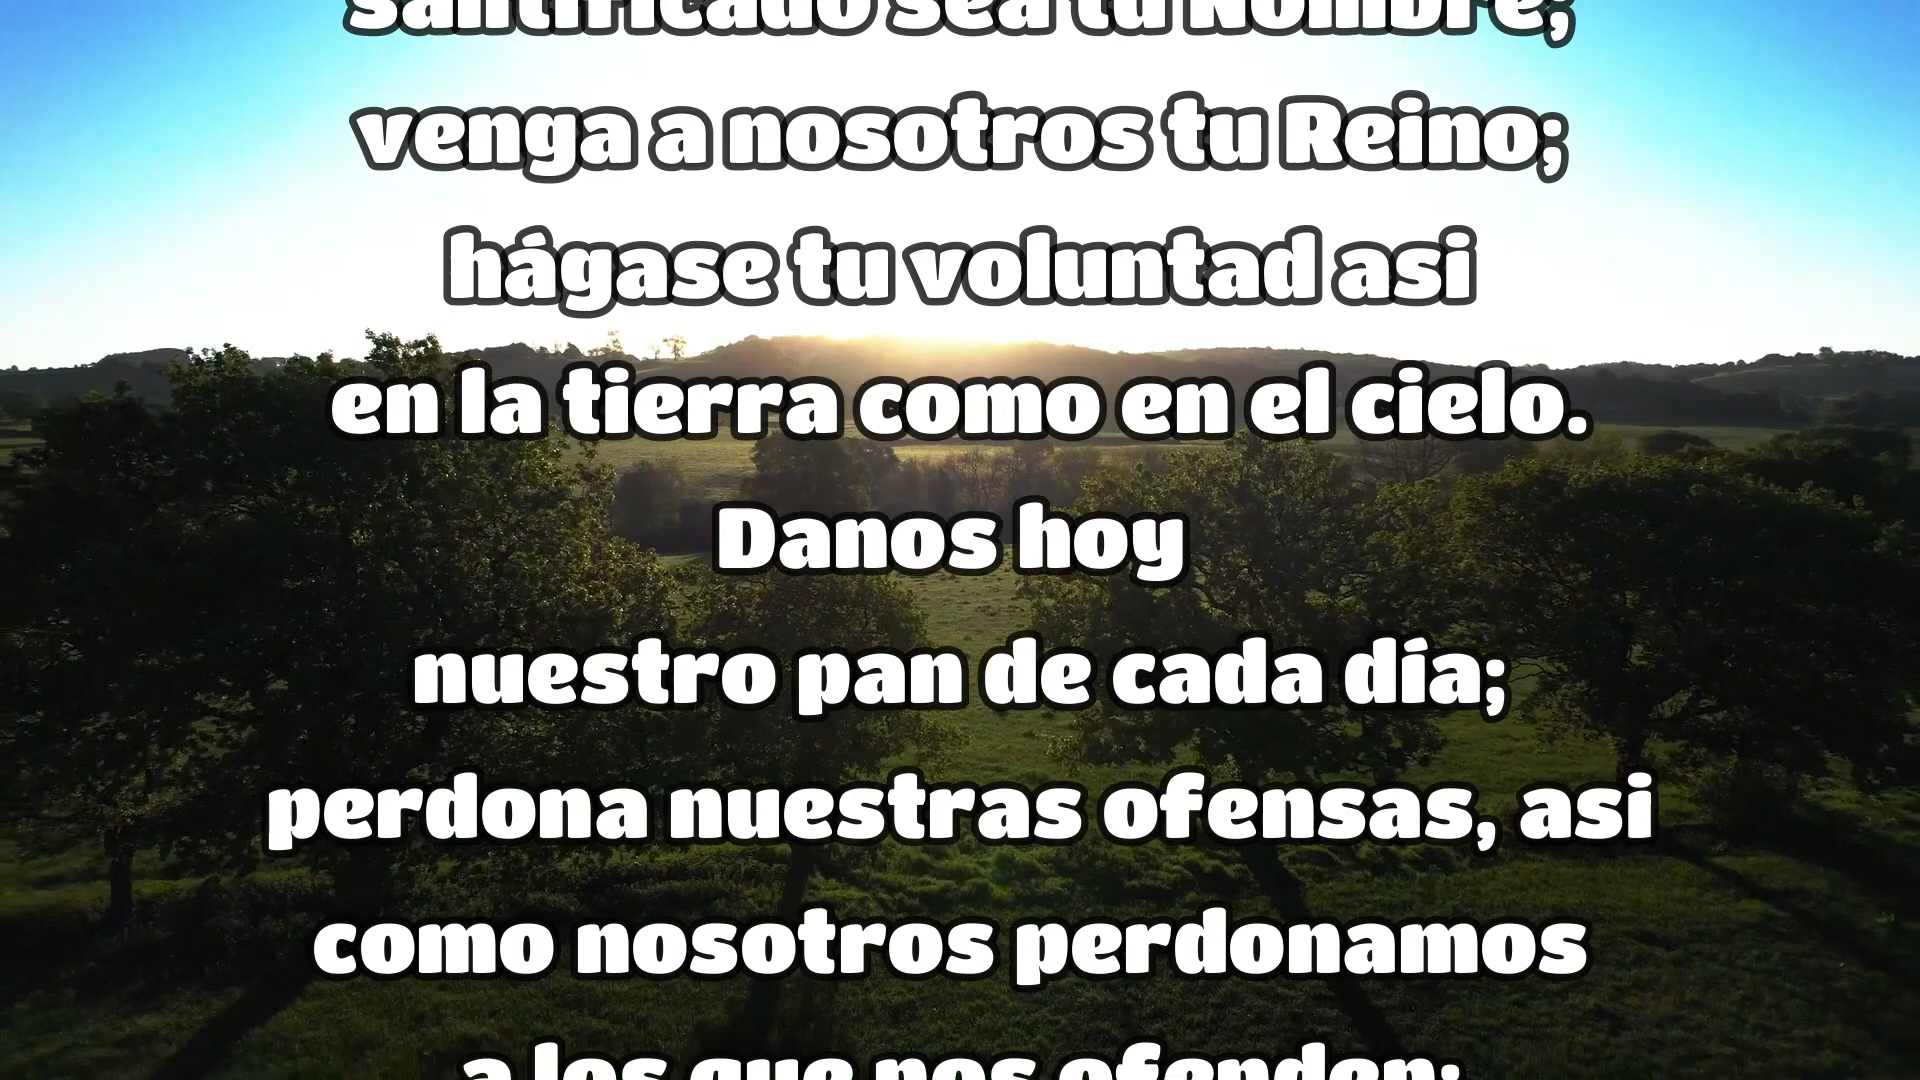 santificado sea tu Nombre;
venga a nosotros tu Reino;
hágase tu voluntad asi
en la tierra como en el cielo.
Danos hoy
nuestro pan de cada día;
perdona nuestras ofensas, asi
como nosotros perdonamos
a los que nos ofenden;